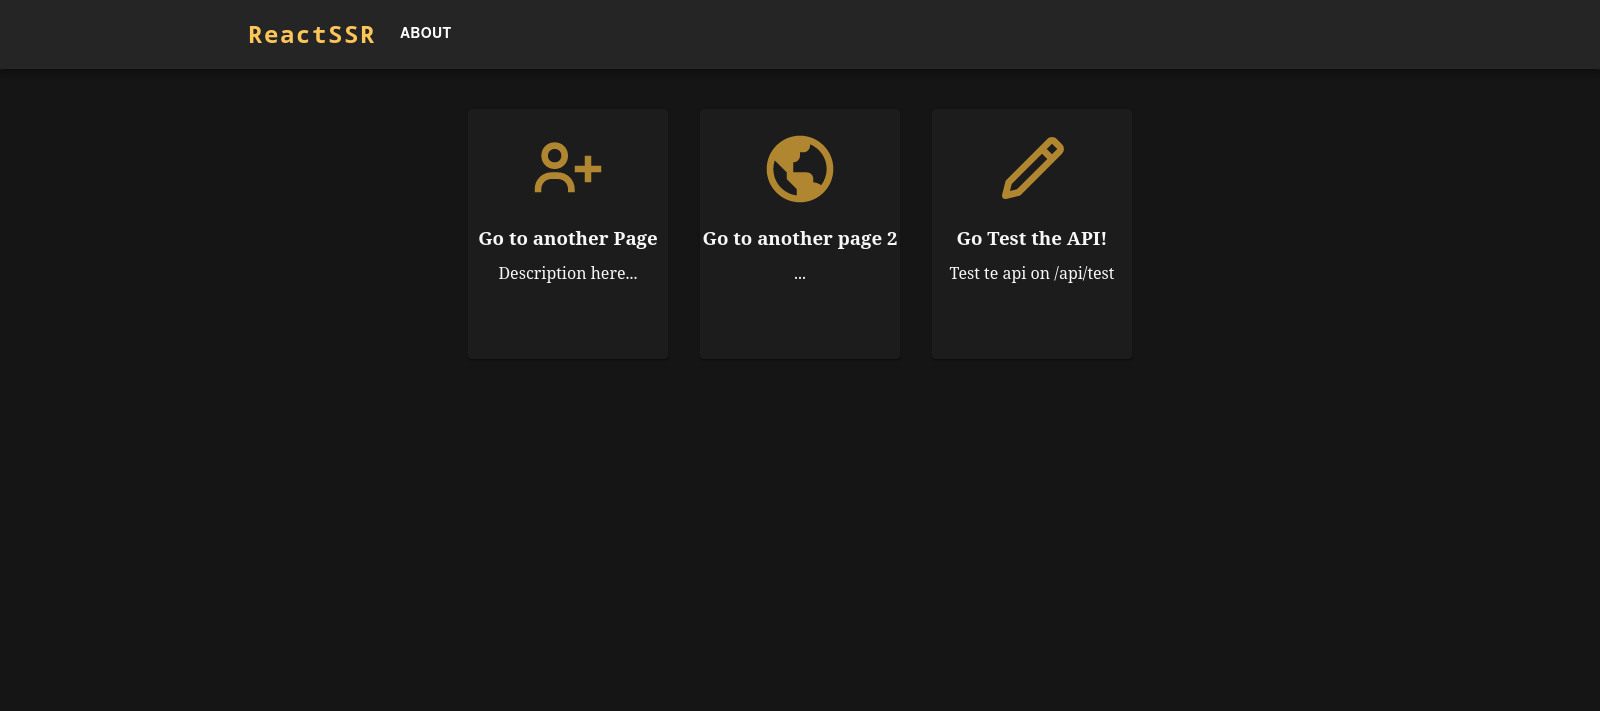 ReactSSR ABOUT
Go to another Page
Description here...
Go to another page 2
...
Go Test the API!
Test te api on /api/test